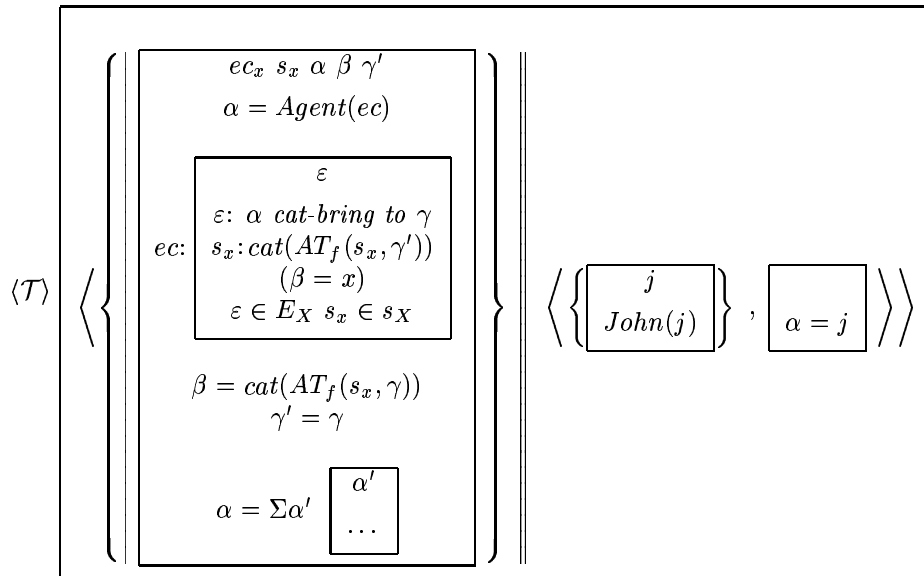 ec_x s_x α β γ′
α = Agent(ec)
ε
ε: α cat-bring to γ
ec: s_x:cat(AT_f(s_x, γ′))
(β = x)
ε ∈ E_X s_x ∈ s_X
⟨𝒯⟩ ⟨{‖ ‖} ‖ ⟨{ j John(j) } , α = j ⟩⟩
β = cat(AT_f(s_x, γ))
γ′ = γ
α′
α = Σα′
...